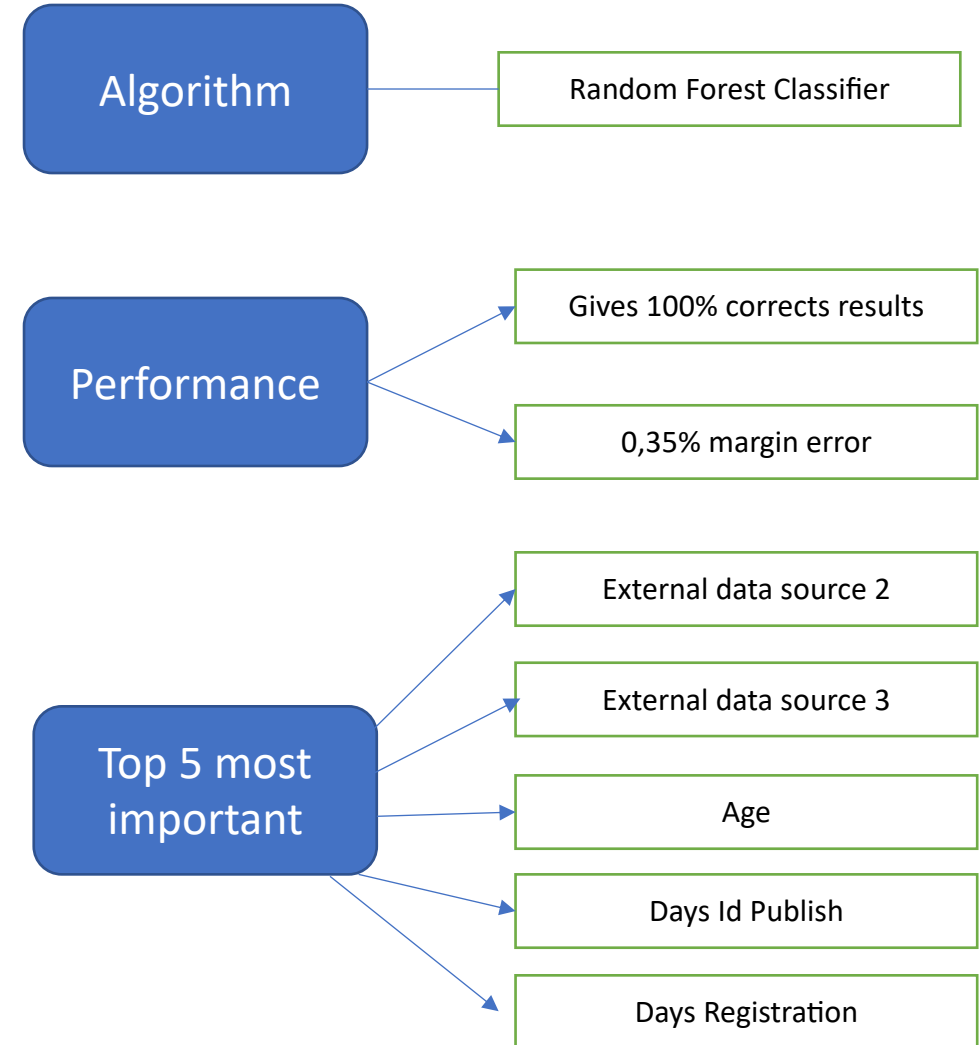 Algorithm
Random Forest Classifier
Performance
Gives 100% corrects results
0,35% margin error
Top 5 most
important
External data source 2
External data source 3
Age
Days Id Publish
Days Registration